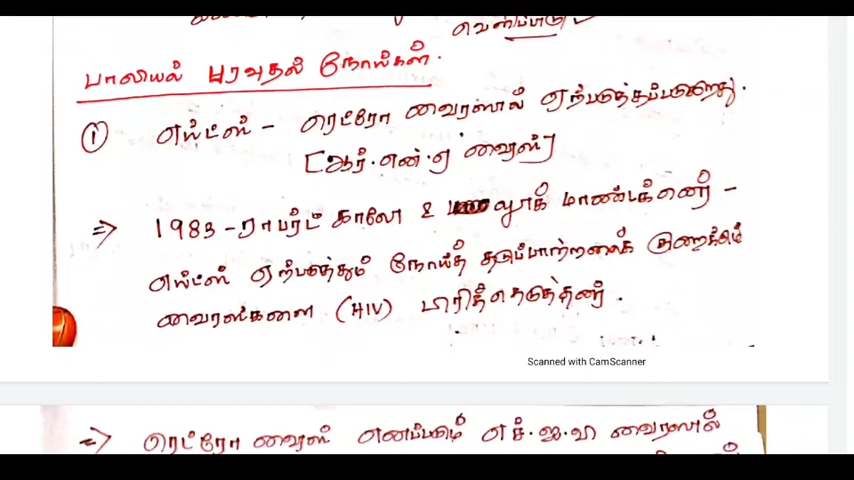 வெளிப்படு
பாலியல் பரவுதல் நோய்கள்.
① எய்ட்ஸ் - ரெட்ரோ வைரஸால் ஏற்படுத்தப்படுகிறது.
[ஆர்.என்.ஏ வைரஸ்]
⇒ 1983 - ராபர்ட் காலோ & லூக் மாண்டக்னெர் -
எய்ட்ஸ் ஏற்படுத்தும் நோய்த் தடுப்பாற்றலைக் குறைக்கும்
வைரஸ்களை (HIV) பிரித்தெடுத்தனர்.
Scanned with CamScanner
⇒ ரெட்ரோ வைரஸ் எனப்படும் எச்.ஐ.வி வைரஸால்